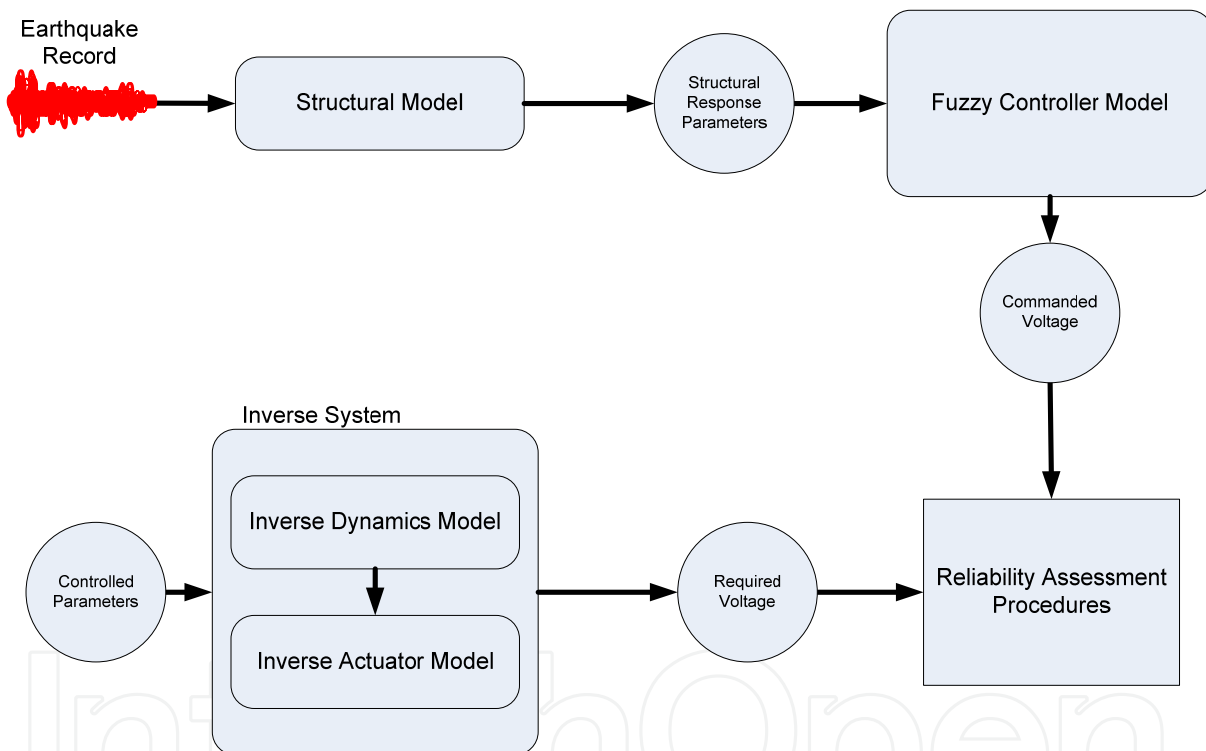 Earthquake
Record
Structural Model
Structural
Response
Parameters
Fuzzy Controller Model
Commanded
Voltage
Inverse System
Inverse Dynamics Model
Controlled
Parameters
Required
Voltage
Reliability Assessment
Procedures
Inverse Actuator Model